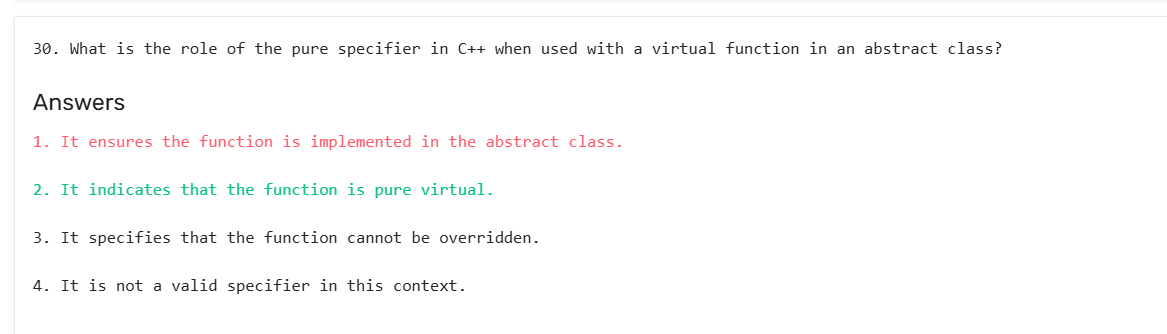 30. What is the role of the pure specifier in C++ when used with a virtual function in an abstract class?
Answers
1. It ensures the function is implemented in the abstract class.
2. It indicates that the function is pure virtual.
3. It specifies that the function cannot be overridden.
4. It is not a valid specifier in this context.